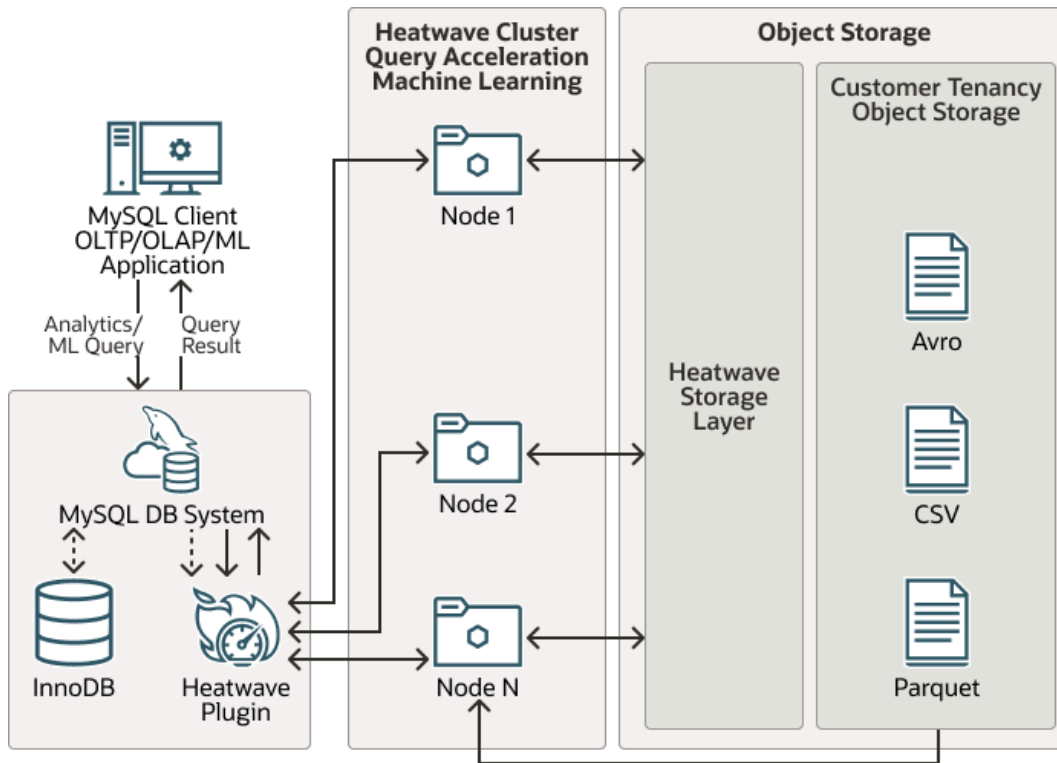 Heatwave Cluster
Query Acceleration
Machine Learning
Object Storage
Customer Tenancy
Object Storage
MySQL Client
OLTP/OLAP/ML
Application
Analytics/
ML Query
Query
Result
MySQL DB System
InnoDB
Heatwave
Plugin
Node 1
Node 2
Node N
Heatwave
Storage
Layer
Avro
CSV
Parquet